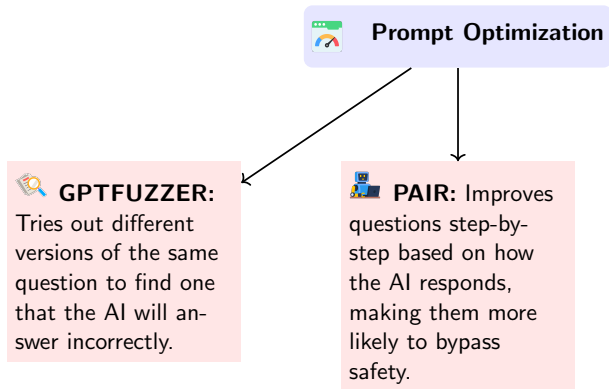 Prompt Optimization
GPTFUZZER:
Tries out different
versions of the same
question to find one
that the AI will an-
swer incorrectly.
PAIR: Improves
questions step-by-
step based on how
the AI responds,
making them more
likely to bypass
safety.